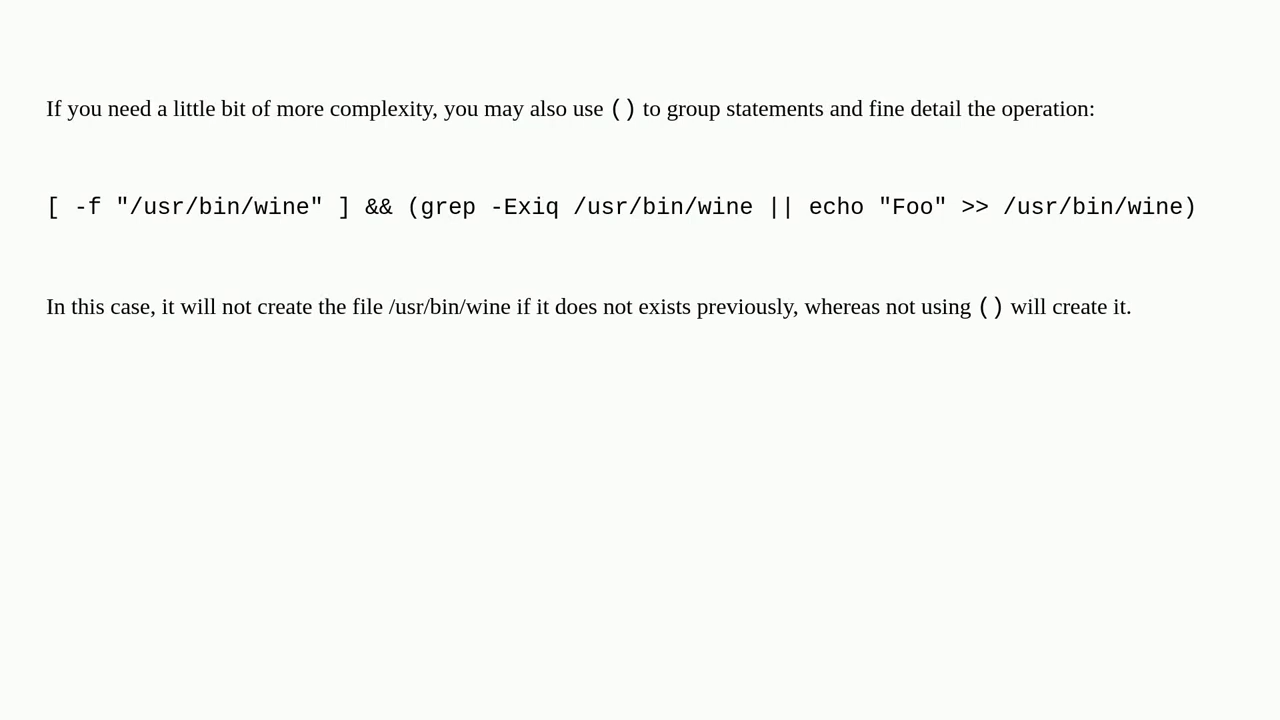 If you need a little bit of more complexity, you may also use () to group statements and fine detail the operation:
[ -f "/usr/bin/wine" ] && (grep -Exiq /usr/bin/wine || echo "Foo" >> /usr/bin/wine)
In this case, it will not create the file /usr/bin/wine if it does not exists previously, whereas not using () will create it.